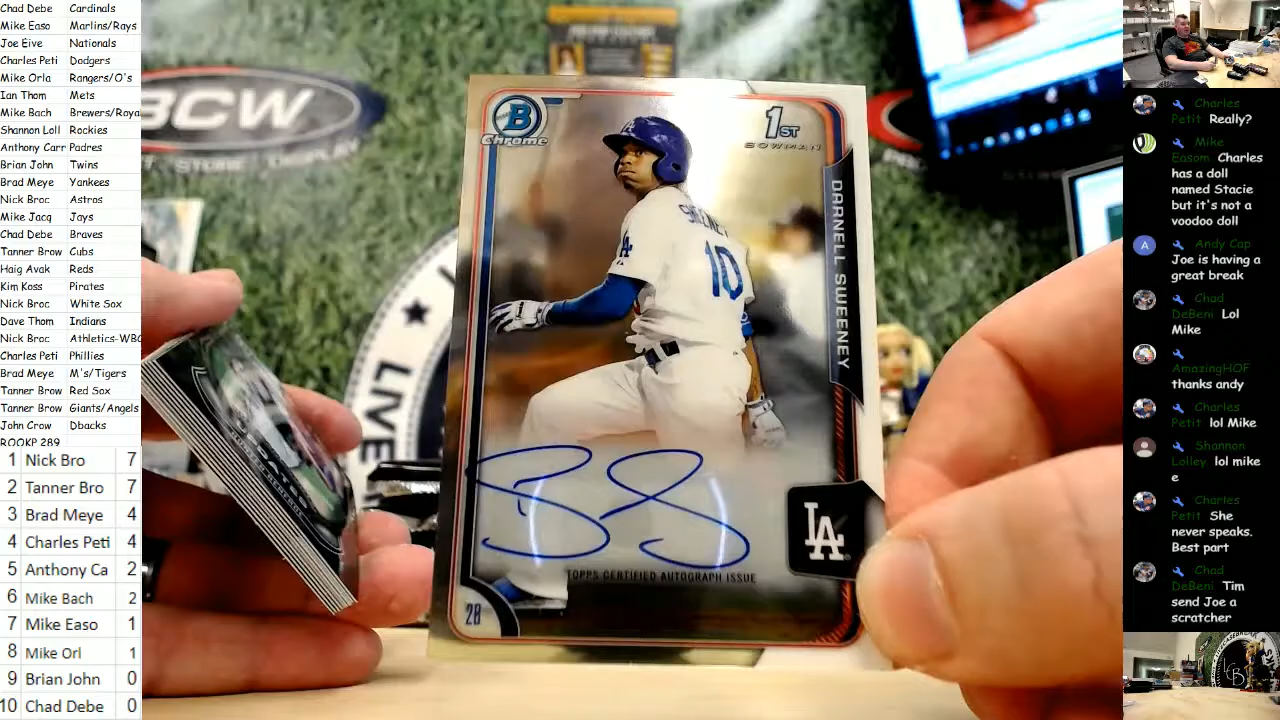 Chad Debe Cardinals
Mike Easo Marlins/Rays
Joe Eive Nationals
Charles Peti Dodgers
Mike Orla Rangers/O's
Ian Thom Mets
Mike Bach Brewers/Roya
Shannon Loll Rockies
Anthony Carr Padres
Brian John Twins
Brad Meye Yankees
Nick Broc Astros
Mike Jacq Jays
Chad Debe Braves
Tanner Brow Cubs
Haig Avak Reds
Kim Koss Pirates
Nick Broc White Sox
Dave Thom Indians
Nick Broc Athletics-WBC
Charles Peti Phillies
Brad Meye M's/Tigers
Tanner Brow Red Sox
Tanner Brow Giants/Angels
John Crow Dbacks
ROOKP 289
1 Nick Bro 7
2 Tanner Bro 7
3 Brad Meye 4
4 Charles Peti 4
5 Anthony Ca 2
6 Mike Bach 2
7 Mike Easo 1
8 Mike Orl 1
9 Brian John 0
10 Chad Debe 0
BCW
LIVE
B
Chrome
1ST
BOWMAN
DARNELL SWEENEY
SWEENEY
LA
10
LA
TOPPS CERTIFIED AUTOGRAPH ISSUE
28
Charles
Petit Really?
Mike
Easom Charles
has a doll
named Stacie
but it's not a
voodoo doll
A
Andy Cap
Joe is having a
great break
Chad
DeBeni Lol
Mike
AmazingHOF
thanks andy
Charles
Petit lol Mike
Shannon
Lolley lol mike
e
Charles
Petit She
never speaks.
Best part
Chad
DeBeni Tim
send Joe a
scratcher